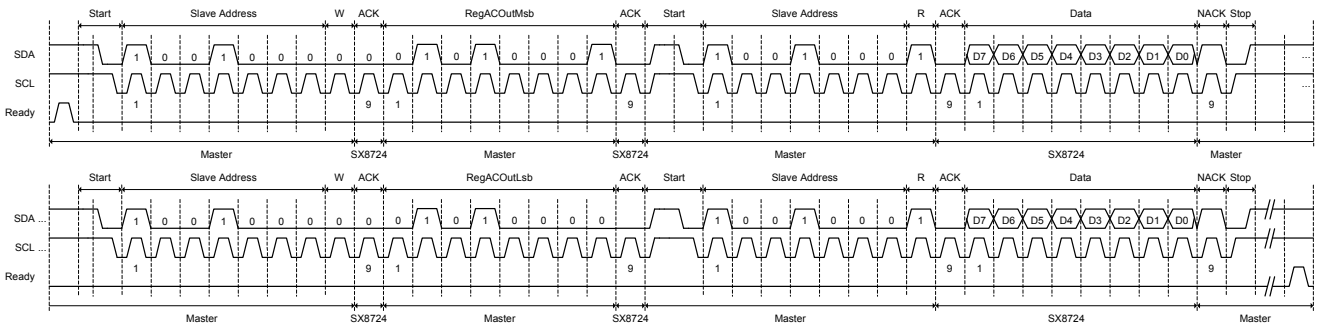 Start Slave Address W ACK RegACOutMsb ACK Start Slave Address R ACK Data NACK Stop
SDA 1 0 0 1 0 0 0 0 0 0 1 0 1 0 0 0 1 1 0 0 1 0 0 0 1 D7 D6 D5 D4 D3 D2 D1 D0 ...
SCL ...
1 9 1 9 1 9 1 9
Ready
Master SX8724 Master SX8724 Master SX8724 Master
Start Slave Address W ACK RegACOutLsb ACK Start Slave Address R ACK Data NACK Stop
SDA ... 1 0 0 1 0 0 0 0 0 0 1 0 1 0 0 0 0 1 0 0 1 0 0 0 1 D7 D6 D5 D4 D3 D2 D1 D0
SCL ...
1 9 1 9 1 9 1 9
Ready
Master SX8724 Master SX8724 Master SX8724 Master